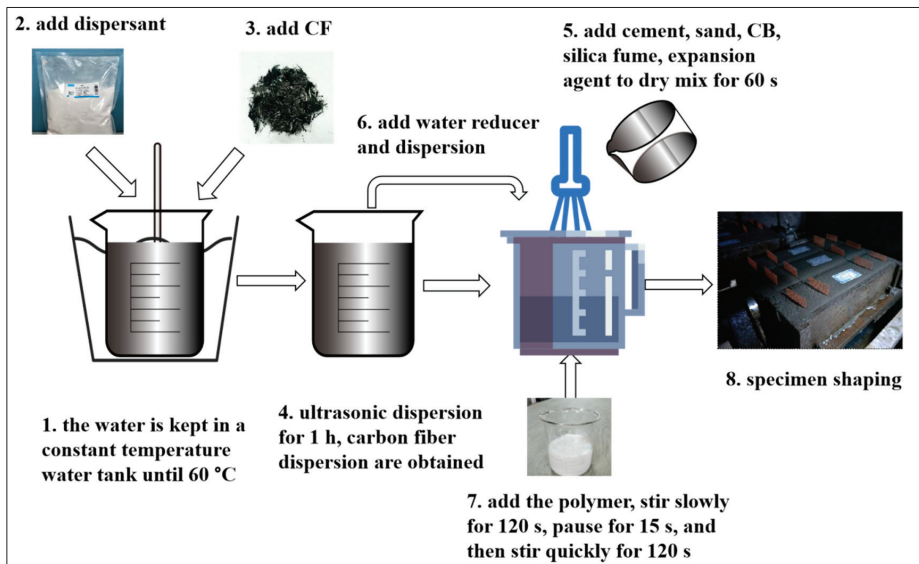 2. add dispersant
3. add CF
5. add cement, sand, CB,
silica fume, expansion
agent to dry mix for 60 s
6. add water reducer
and dispersion
1. the water is kept in a
constant temperature
water tank until 60 °C
4. ultrasonic dispersion
for 1 h, carbon fiber
dispersion are obtained
7. add the polymer, stir slowly
for 120 s, pause for 15 s, and
then stir quickly for 120 s
8. specimen shaping